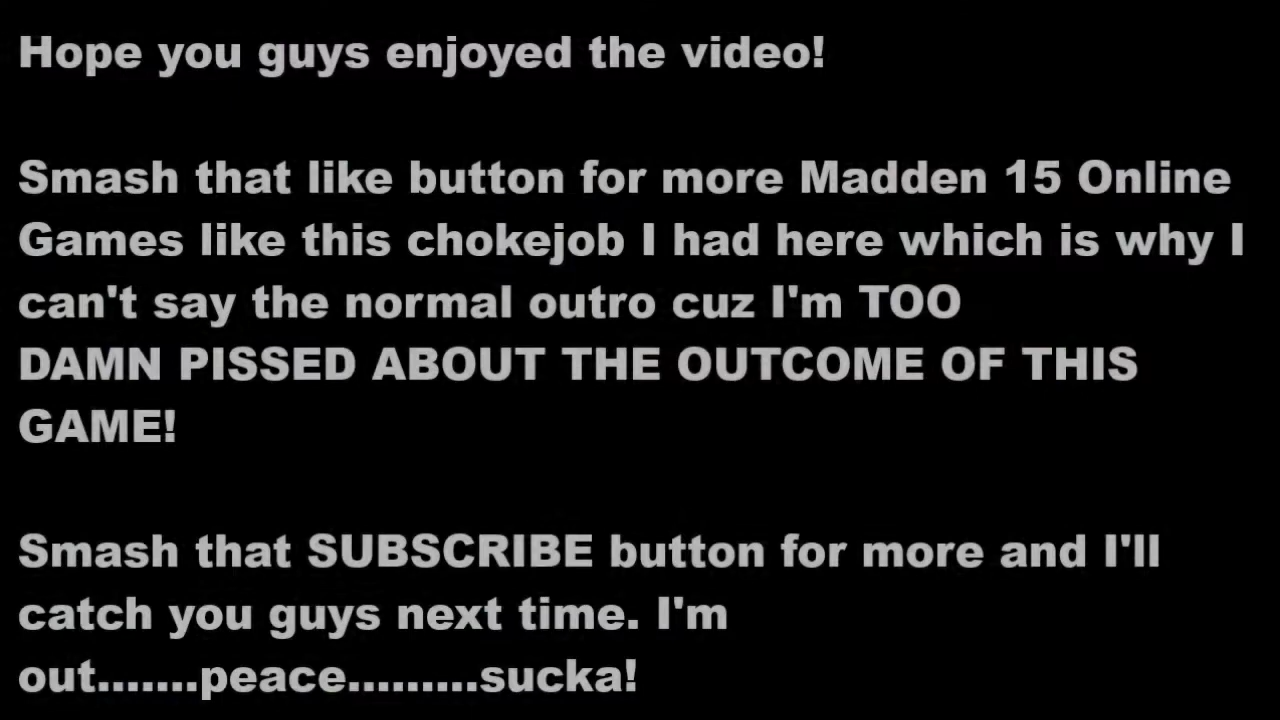 Hope you guys enjoyed the video!
Smash that like button for more Madden 15 Online
Games like this chokejob I had here which is why I
can't say the normal outro cuz I'm TOO
DAMN PISSED ABOUT THE OUTCOME OF THIS
GAME!
Smash that SUBSCRIBE button for more and I'll
catch you guys next time. I'm
out.......peace.........sucka!